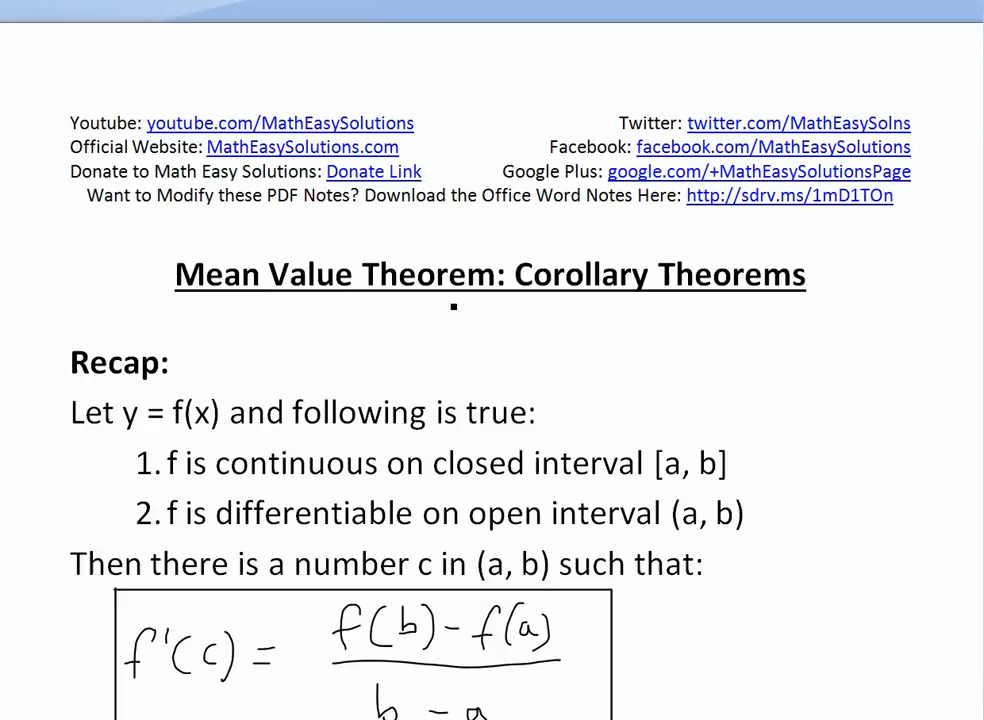 Youtube: youtube.com/MathEasySolutions Twitter: twitter.com/MathEasySolns
Official Website: MathEasySolutions.com Facebook: facebook.com/MathEasySolutions
Donate to Math Easy Solutions: Donate Link Google Plus: google.com/+MathEasySolutionsPage
Want to Modify these PDF Notes? Download the Office Word Notes Here: http://sdrv.ms/1mD1TOn
Mean Value Theorem: Corollary Theorems
Recap:
Let y = f(x) and following is true:
1. f is continuous on closed interval [a, b]
2. f is differentiable on open interval (a, b)
Then there is a number c in (a, b) such that:
f(b) - f(a)
f'(c) =
b - a